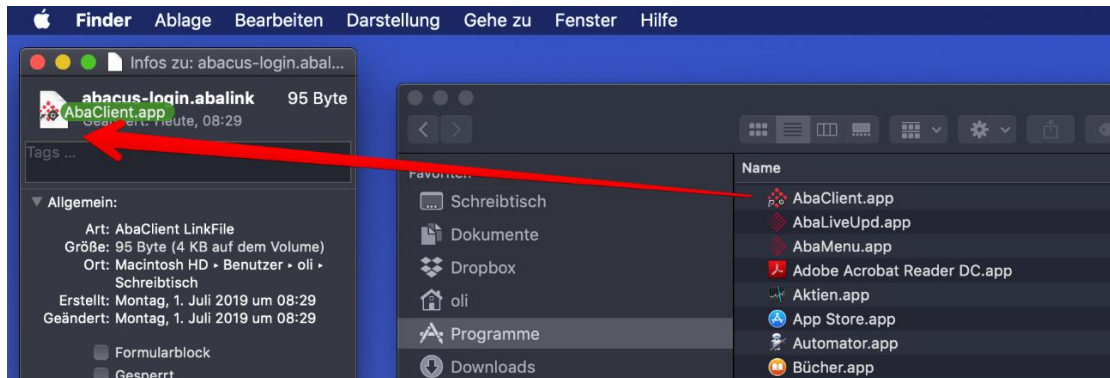 Finder Ablage Bearbeiten Darstellung Gehe zu Fenster Hilfe
Infos zu: abacus-login.abal...
abacus-login.abalink 95 Byte
AbaClient.app
Geändert: Heute, 08:29
Tags ...
Allgemein:
Art: AbaClient LinkFile
Größe: 95 Byte (4 KB auf dem Volume)
Ort: Macintosh HD ▸ Benutzer ▸ oli ▸
Schreibtisch
Erstellt: Montag, 1. Juli 2019 um 08:29
Geändert: Montag, 1. Juli 2019 um 08:29
Formularblock
Gesperrt
Favoriten
Schreibtisch
Dokumente
Dropbox
oli
Programme
Downloads
Name
AbaClient.app
AbaLiveUpd.app
AbaMenu.app
Adobe Acrobat Reader DC.app
Aktien.app
App Store.app
Automator.app
Bücher.app